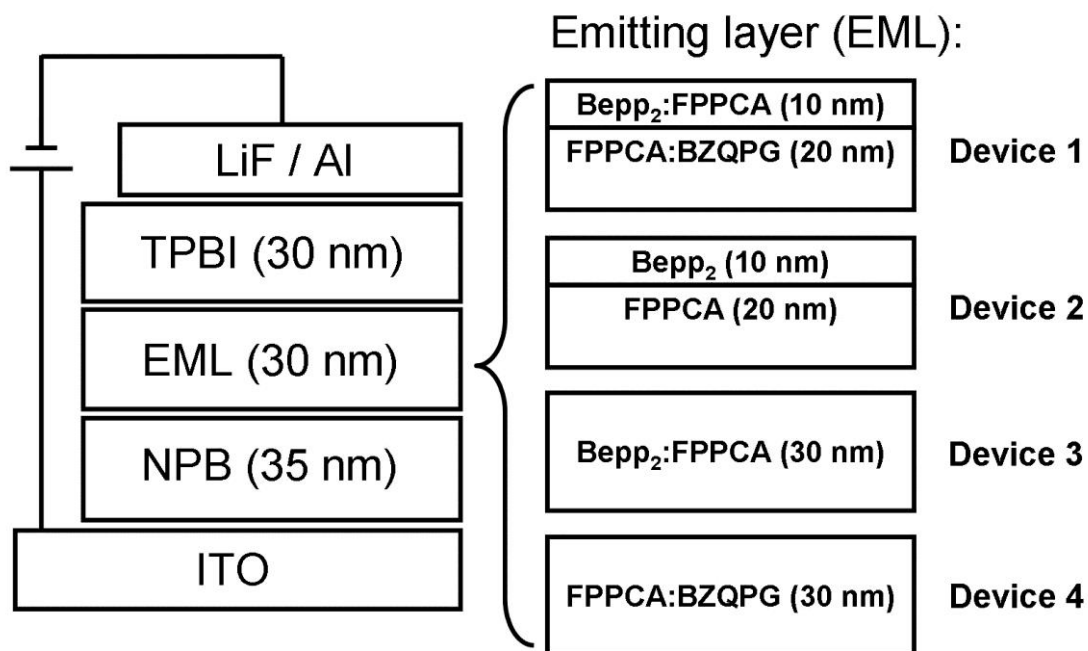 Emitting layer (EML):
LiF / Al
TPBI (30 nm)
EML (30 nm)
NPB (35 nm)
ITO
Bepp₂:FPPCA (10 nm)
FPPCA:BZQPG (20 nm)
Device 1
Bepp₂ (10 nm)
FPPCA (20 nm)
Device 2
Bepp₂:FPPCA (30 nm)
Device 3
FPPCA:BZQPG (30 nm)
Device 4